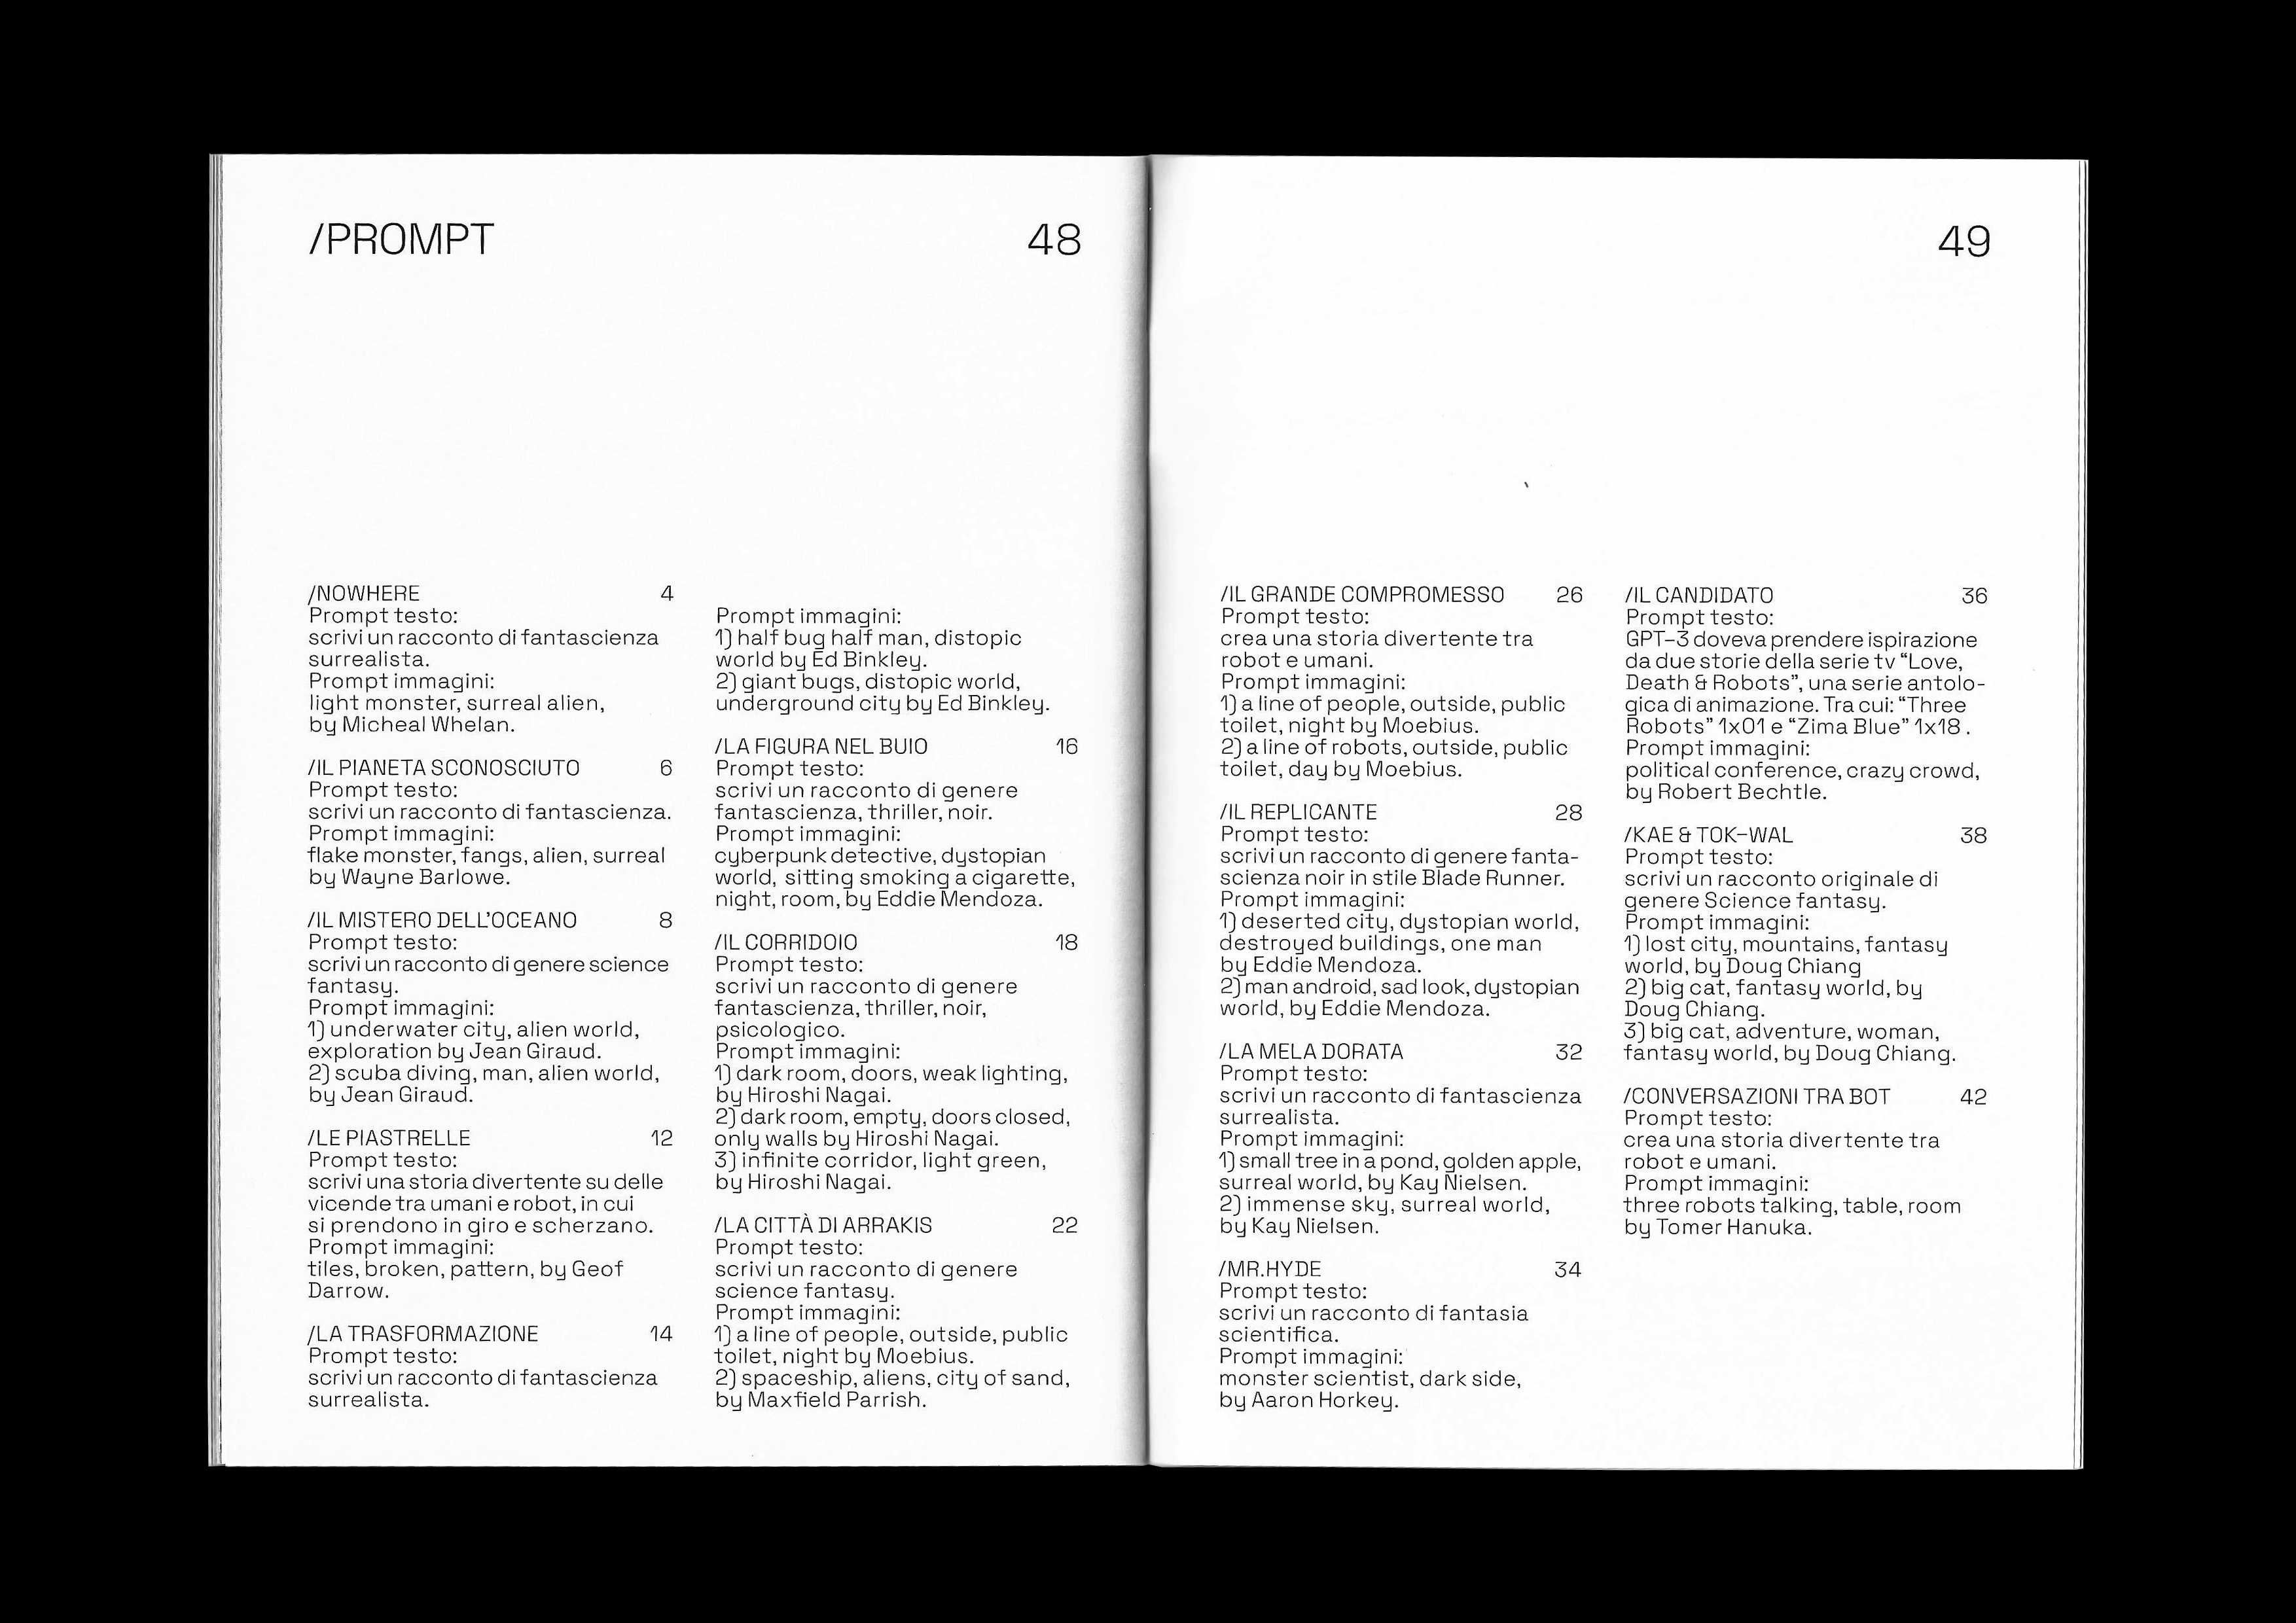 /PROMPT 48
/NOWHERE 4
Prompt testo:
scrivi un racconto di fantascienza
surrealista.
Prompt immagini:
light monster, surreal alien,
by Micheal Whelan.
/IL PIANETA SCONOSCIUTO 6
Prompt testo:
scrivi un racconto di fantascienza.
Prompt immagini:
flake monster, fangs, alien, surreal
by Wayne Barlowe.
/IL MISTERO DELL'OCEANO 8
Prompt testo:
scrivi un racconto di genere science
fantasy.
Prompt immagini:
1) underwater city, alien world,
exploration by Jean Giraud.
2) scuba diving, man, alien world,
by Jean Giraud.
/LE PIASTRELLE 12
Prompt testo:
scrivi una storia divertente su delle
vicende tra umani e robot, in cui
si prendono in giro e scherzano.
Prompt immagini:
tiles, broken, pattern, by Geof
Darrow.
/LA TRASFORMAZIONE 14
Prompt testo:
scrivi un racconto di fantascienza
surrealista.
Prompt immagini:
1) half bug half man, distopic
world by Ed Binkley.
2) giant bugs, distopic world,
underground city by Ed Binkley.
/LA FIGURA NEL BUIO 16
Prompt testo:
scrivi un racconto di genere
fantascienza, thriller, noir.
Prompt immagini:
cyberpunk detective, dystopian
world, sitting smoking a cigarette,
night, room, by Eddie Mendoza.
/IL CORRIDOIO 18
Prompt testo:
scrivi un racconto di genere
fantascienza, thriller, noir,
psicologico.
Prompt immagini:
1) dark room, doors, weak lighting,
by Hiroshi Nagai.
2) dark room, empty, doors closed,
only walls by Hiroshi Nagai.
3) infinite corridor, light green,
by Hiroshi Nagai.
/LA CITTÀ DI ARRAKIS 22
Prompt testo:
scrivi un racconto di genere
science fantasy.
Prompt immagini:
1) a line of people, outside, public
toilet, night by Moebius.
2) spaceship, aliens, city of sand,
by Maxfield Parrish.
49
/IL GRANDE COMPROMESSO 26
Prompt testo:
crea una storia divertente tra
robot e umani.
Prompt immagini:
1) a line of people, outside, public
toilet, night by Moebius.
2) a line of robots, outside, public
toilet, day by Moebius.
/IL REPLICANTE 28
Prompt testo:
scrivi un racconto di genere fanta-
scienza noir in stile Blade Runner.
Prompt immagini:
1) deserted city, dystopian world,
destroyed buildings, one man
by Eddie Mendoza.
2) man android, sad look, dystopian
world, by Eddie Mendoza.
/LA MELA DORATA 32
Prompt testo:
scrivi un racconto di fantascienza
surrealista.
Prompt immagini:
1) small tree in a pond, golden apple,
surreal world, by Kay Nielsen.
2) immense sky, surreal world,
by Kay Nielsen.
/MR.HYDE 34
Prompt testo:
scrivi un racconto di fantasia
scientifica.
Prompt immagini:
monster scientist, dark side,
by Aaron Horkey.
/IL CANDIDATO 36
Prompt testo:
GPT-3 doveva prendere ispirazione
da due storie della serie tv “Love,
Death & Robots”, una serie antolo-
gica di animazione. Tra cui: “Three
Robots” 1x01 e “Zima Blue” 1x18 .
Prompt immagini:
political conference, crazy crowd,
by Robert Bechtle.
/KAE & TOK-WAL 38
Prompt testo:
scrivi un racconto originale di
genere Science fantasy.
Prompt immagini:
1) lost city, mountains, fantasy
world, by Doug Chiang
2) big cat, fantasy world, by
Doug Chiang.
3) big cat, adventure, woman,
fantasy world, by Doug Chiang.
/CONVERSAZIONI TRA BOT 42
Prompt testo:
crea una storia divertente tra
robot e umani.
Prompt immagini:
three robots talking, table, room
by Tomer Hanuka.